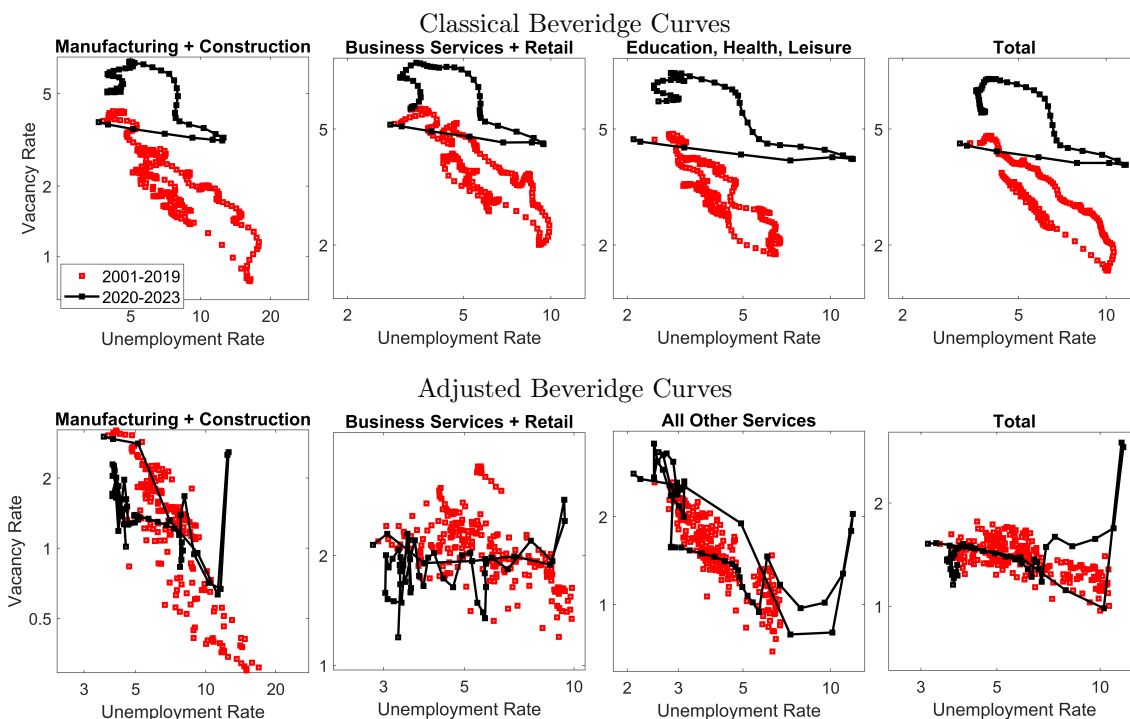 Classical Beveridge Curves
Manufacturing + Construction
Business Services + Retail
Education, Health, Leisure
Total
Vacancy Rate
5
2
1
5
2
5
2
5
2
2001-2019
2020-2023
5 10 20
2 5 10
2 5 10
2 5 10
Unemployment Rate
Unemployment Rate
Unemployment Rate
Unemployment Rate
Adjusted Beveridge Curves
Manufacturing + Construction
Business Services + Retail
All Other Services
Total
Vacancy Rate
2
1
0.5
2
1
2
1
2
1
3 5 10 20
3 5 10
2 3 5 10
3 5 10
Unemployment Rate
Unemployment Rate
Unemployment Rate
Unemployment Rate